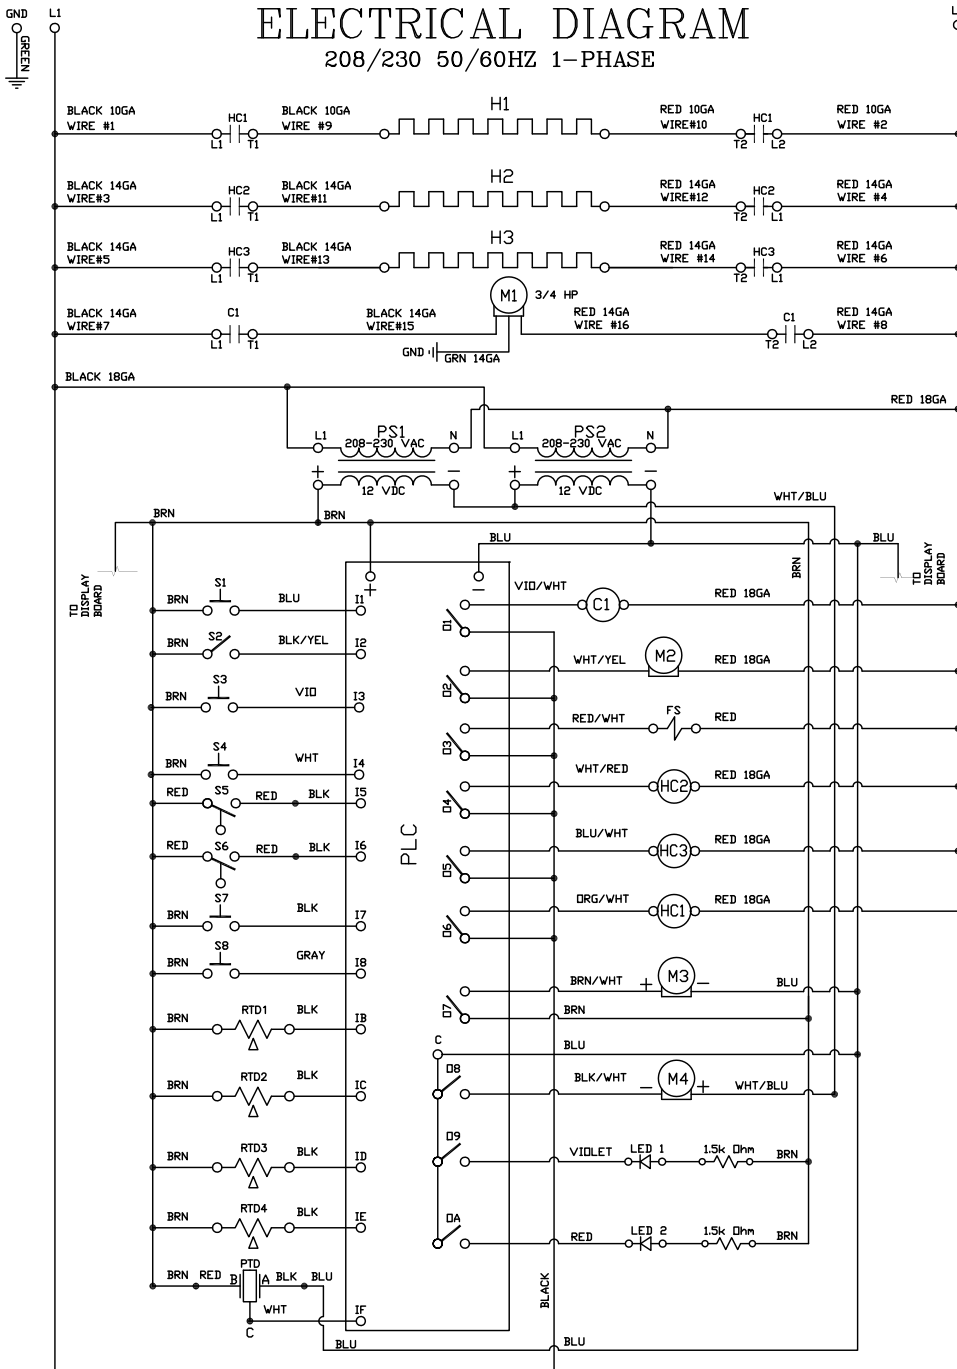 GND L1
ELECTRICAL DIAGRAM
L
GREEN
208/230 50/60HZ 1-PHASE
H1
BLACK 10GA HC1 BLACK 10GA RED 10GA HC1 RED 10GA
WIRE #1 WIRE #9 WIRE#10 WIRE #2
L1 T1 T2 L2
H2
BLACK 14GA HC2 BLACK 14GA RED 14GA HC2 RED 14GA
WIRE#3 WIRE#11 WIRE#12 WIRE #4
L1 T1 T2 L1
H3
BLACK 14GA HC3 BLACK 14GA RED 14GA HC3 RED 14GA
WIRE#5 WIRE#13 WIRE #14 WIRE #6
L1 T1 T2 L1
M1 3/4 HP
BLACK 14GA C1 BLACK 14GA RED 14GA C1 RED 14GA
WIRE#7 WIRE#15 WIRE #16 WIRE #8
L1 T1 T2 L2
GND GRN 14GA
BLACK 18GA
RED 18GA
L1 PS1 N L1 PS2 N
208-230 VAC 208-230 VAC
+ - + -
12 VDC 12 VDC
WHT/BLU
BRN BRN
BLU BLU
BRN
TO DISPLAY BOARD
TO DISPLAY BOARD
+ -
S1
BRN BLU I1
VIO/WHT C1 RED 18GA
O1
S2
BRN BLK/YEL I2
WHT/YEL M2 RED 18GA
O2
S3
BRN VIO I3
RED/WHT FS RED
O3
S4
BRN WHT I4
WHT/RED HC2 RED 18GA
O4
S5
RED RED BLK I5
PLC
S6
RED RED BLK I6
BLU/WHT HC3 RED 18GA
O5
S7
BRN BLK I7
ORG/WHT HC1 RED 18GA
O6
S8
BRN GRAY I8
BRN/WHT + M3 - BLU
O7
BRN
RTD1
BRN BLK IB
C BLU
RTD2
BRN BLK IC
O8
BLK/WHT - M4 + WHT/BLU
RTD3
BRN BLK ID
O9
VIOLET LED 1 1.5k Ohm BRN
RTD4
BRN BLK IE
OA
RED LED 2 1.5k Ohm BRN
PTD
BRN RED B A BLK BLU
WHT IF
C
BLACK
BLU BLU